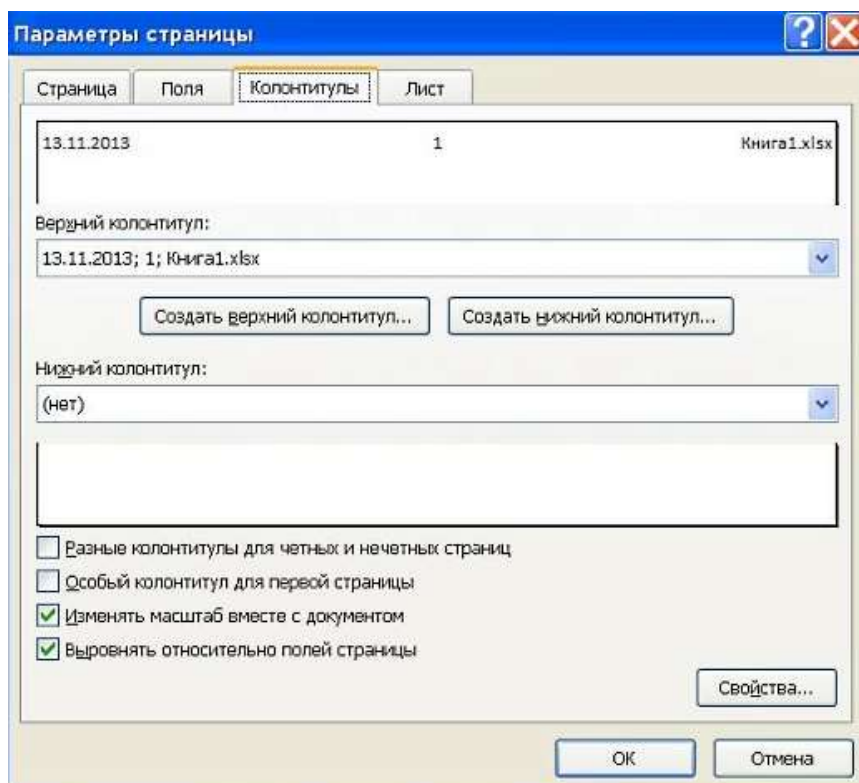 Параметры страницы
Страница Поля Колонтитулы Лист
13.11.2013 1 Книга1.xlsx
Верхний колонтитул:
13.11.2013; 1; Книга1.xlsx
Создать верхний колонтитул... Создать нижний колонтитул...
Нижний колонтитул:
(нет)
Разные колонтитулы для четных и нечетных страниц
Особый колонтитул для первой страницы
Изменять масштаб вместе с документом
Выровнять относительно полей страницы
Свойства...
ОК Отмена